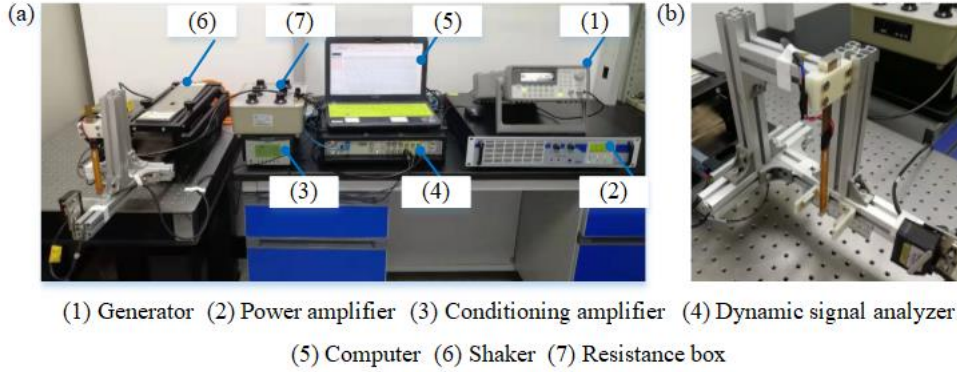 (a) (6) (7) (5) (1) (b)
(3) (4) (2)
(1) Generator (2) Power amplifier (3) Conditioning amplifier (4) Dynamic signal analyzer
(5) Computer (6) Shaker (7) Resistance box